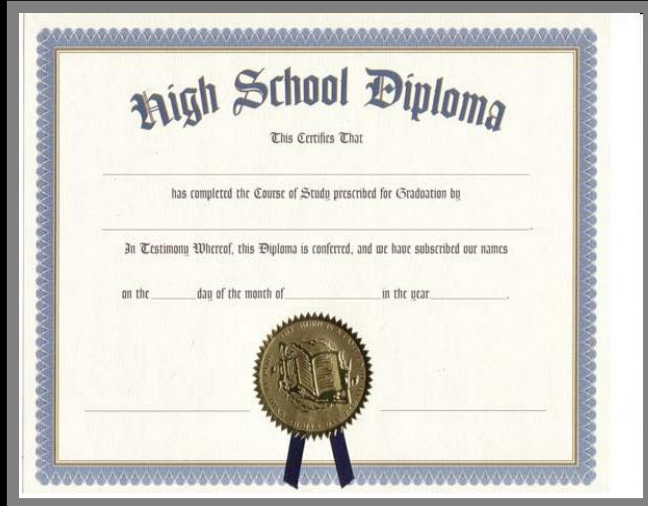 High School Diploma
This Certifies That
has completed the Course of Study prescribed for Graduation by
In Testimony Whereof, this Diploma is conferred, and we have subscribed our names
on the day of the month of in the year